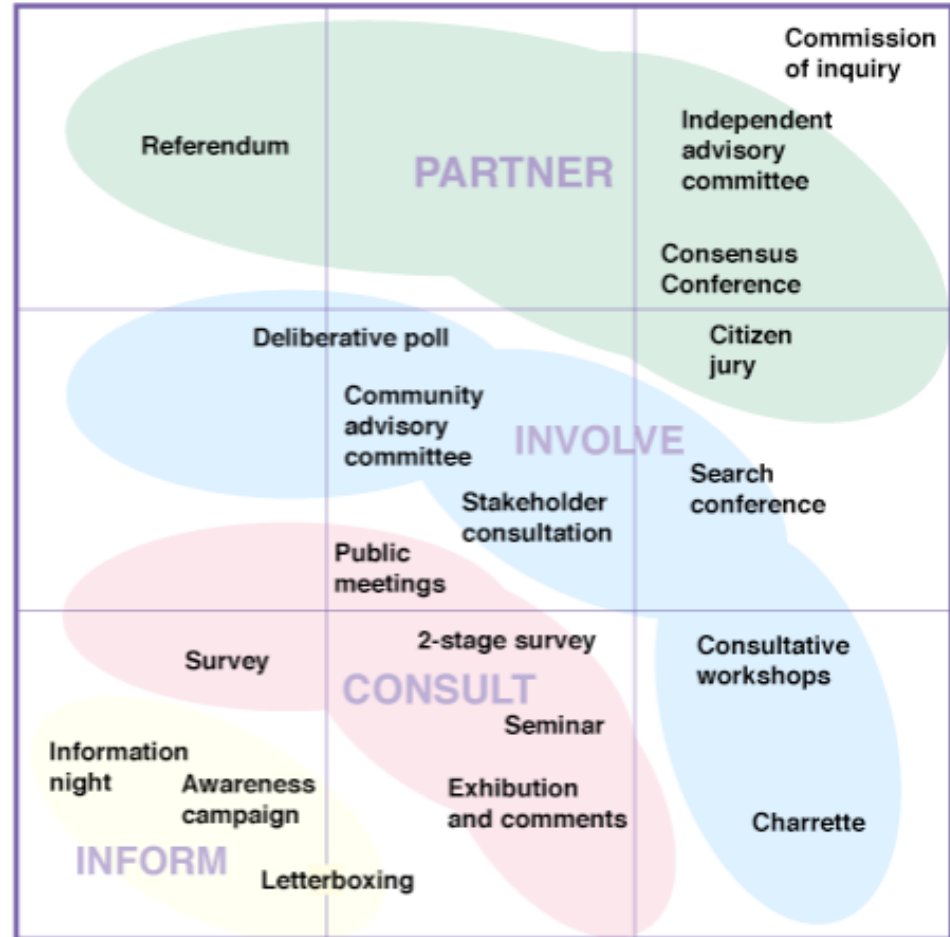 Commission
of inquiry
Referendum
PARTNER
Independent
advisory
committee
Consensus
Conference
Deliberative poll
Citizen
jury
Community
advisory
committee
INVOLVE
Search
conference
Stakeholder
consultation
Public
meetings
2-stage survey
Survey
CONSULT
Consultative
workshops
Seminar
Information
night
Awareness
campaign
Exhibution
and comments
Charrette
INFORM
Letterboxing